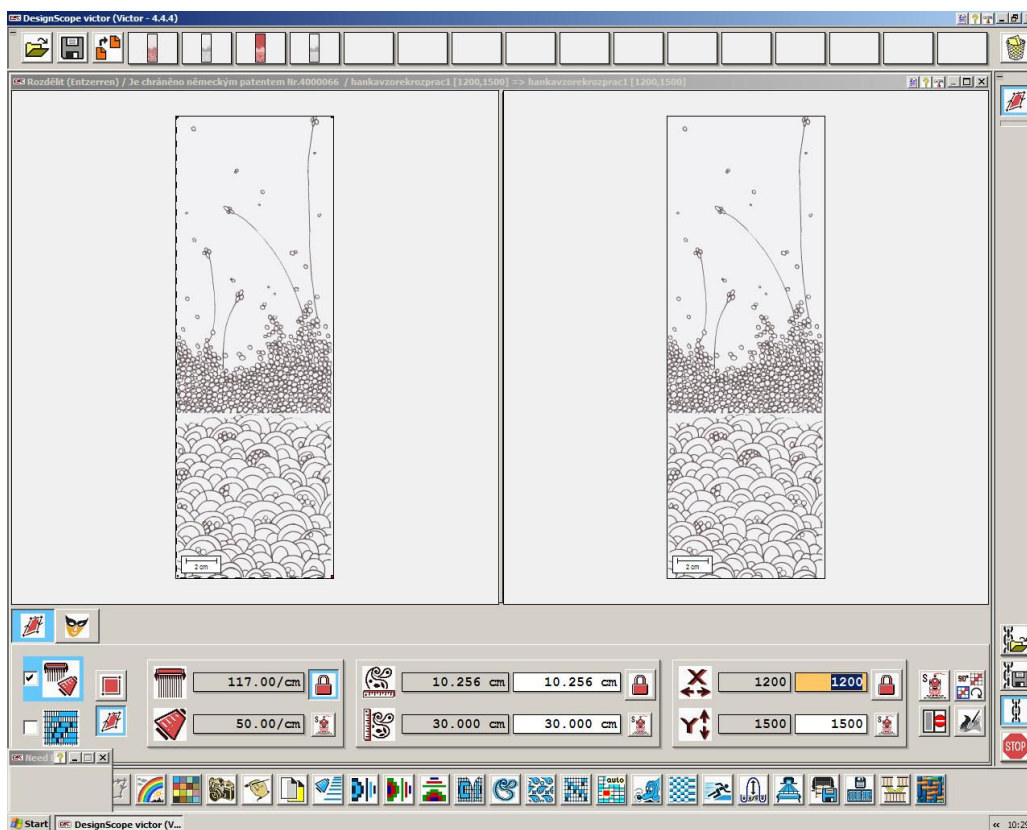 DesignScope victor (Victor - 4.4.4)
Rozdělit (Entzerren) / Je chráněno německým patentem Nr.4000066 / hankavzorekrozprac1 [1200,1500] => hankavzorekrozprac1 [1200,1500]
2 cm
2 cm
117.00/cm
10.256 cm
10.256 cm
X
1200
1200
S
90°
50.00/cm
S
30.000 cm
30.000 cm
Y
1500
1500
S
STOP
Need
auto
Start
DesignScope victor (V...
« 10:29